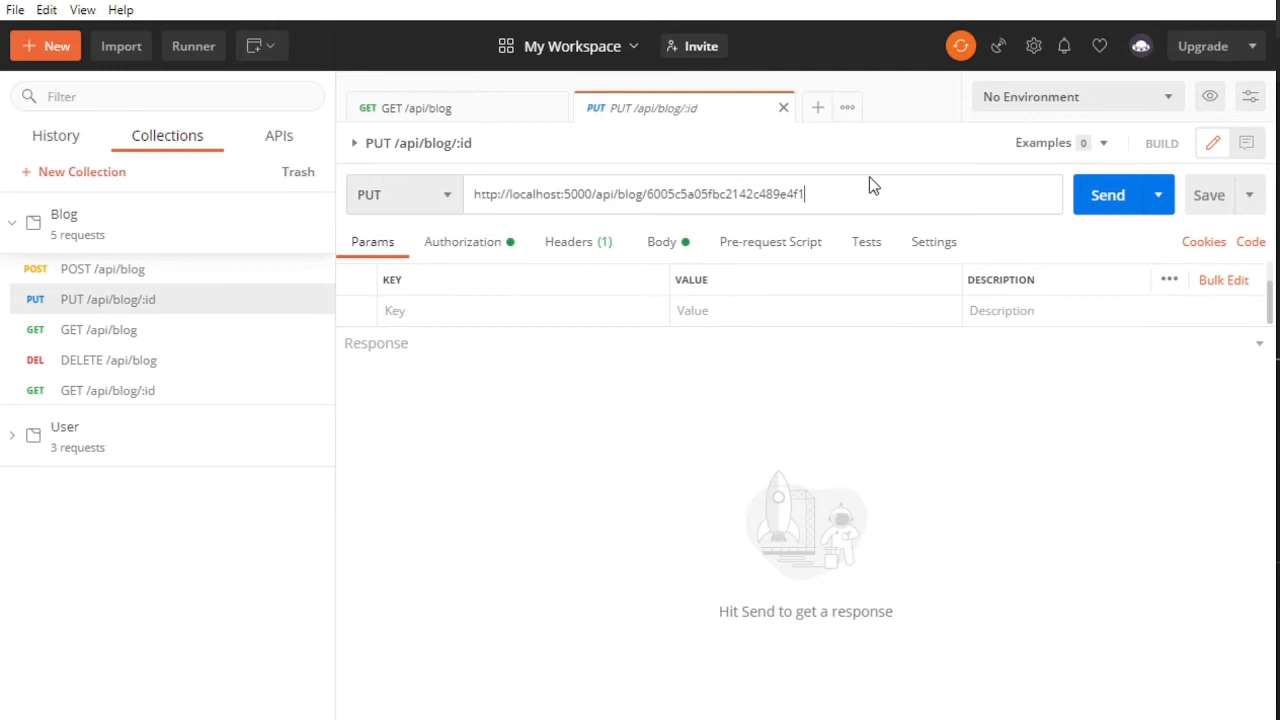 File Edit View Help
+ New Import Runner My Workspace Invite Upgrade
Filter
GET GET /api/blog PUT PUT /api/blog/:id No Environment
History Collections APIs
PUT /api/blog/:id Examples 0 BUILD
+ New Collection Trash
PUT http://localhost:5000/api/blog/6005c5a05fbc2142c489e4f1 Send Save
Blog
5 requests
Params Authorization Headers (1) Body Pre-request Script Tests Settings Cookies Code
POST POST /api/blog
KEY VALUE DESCRIPTION Bulk Edit
PUT PUT /api/blog/:id
Key Value Description
GET GET /api/blog
Response
DEL DELETE /api/blog
GET GET /api/blog/:id
User
3 requests
Hit Send to get a response